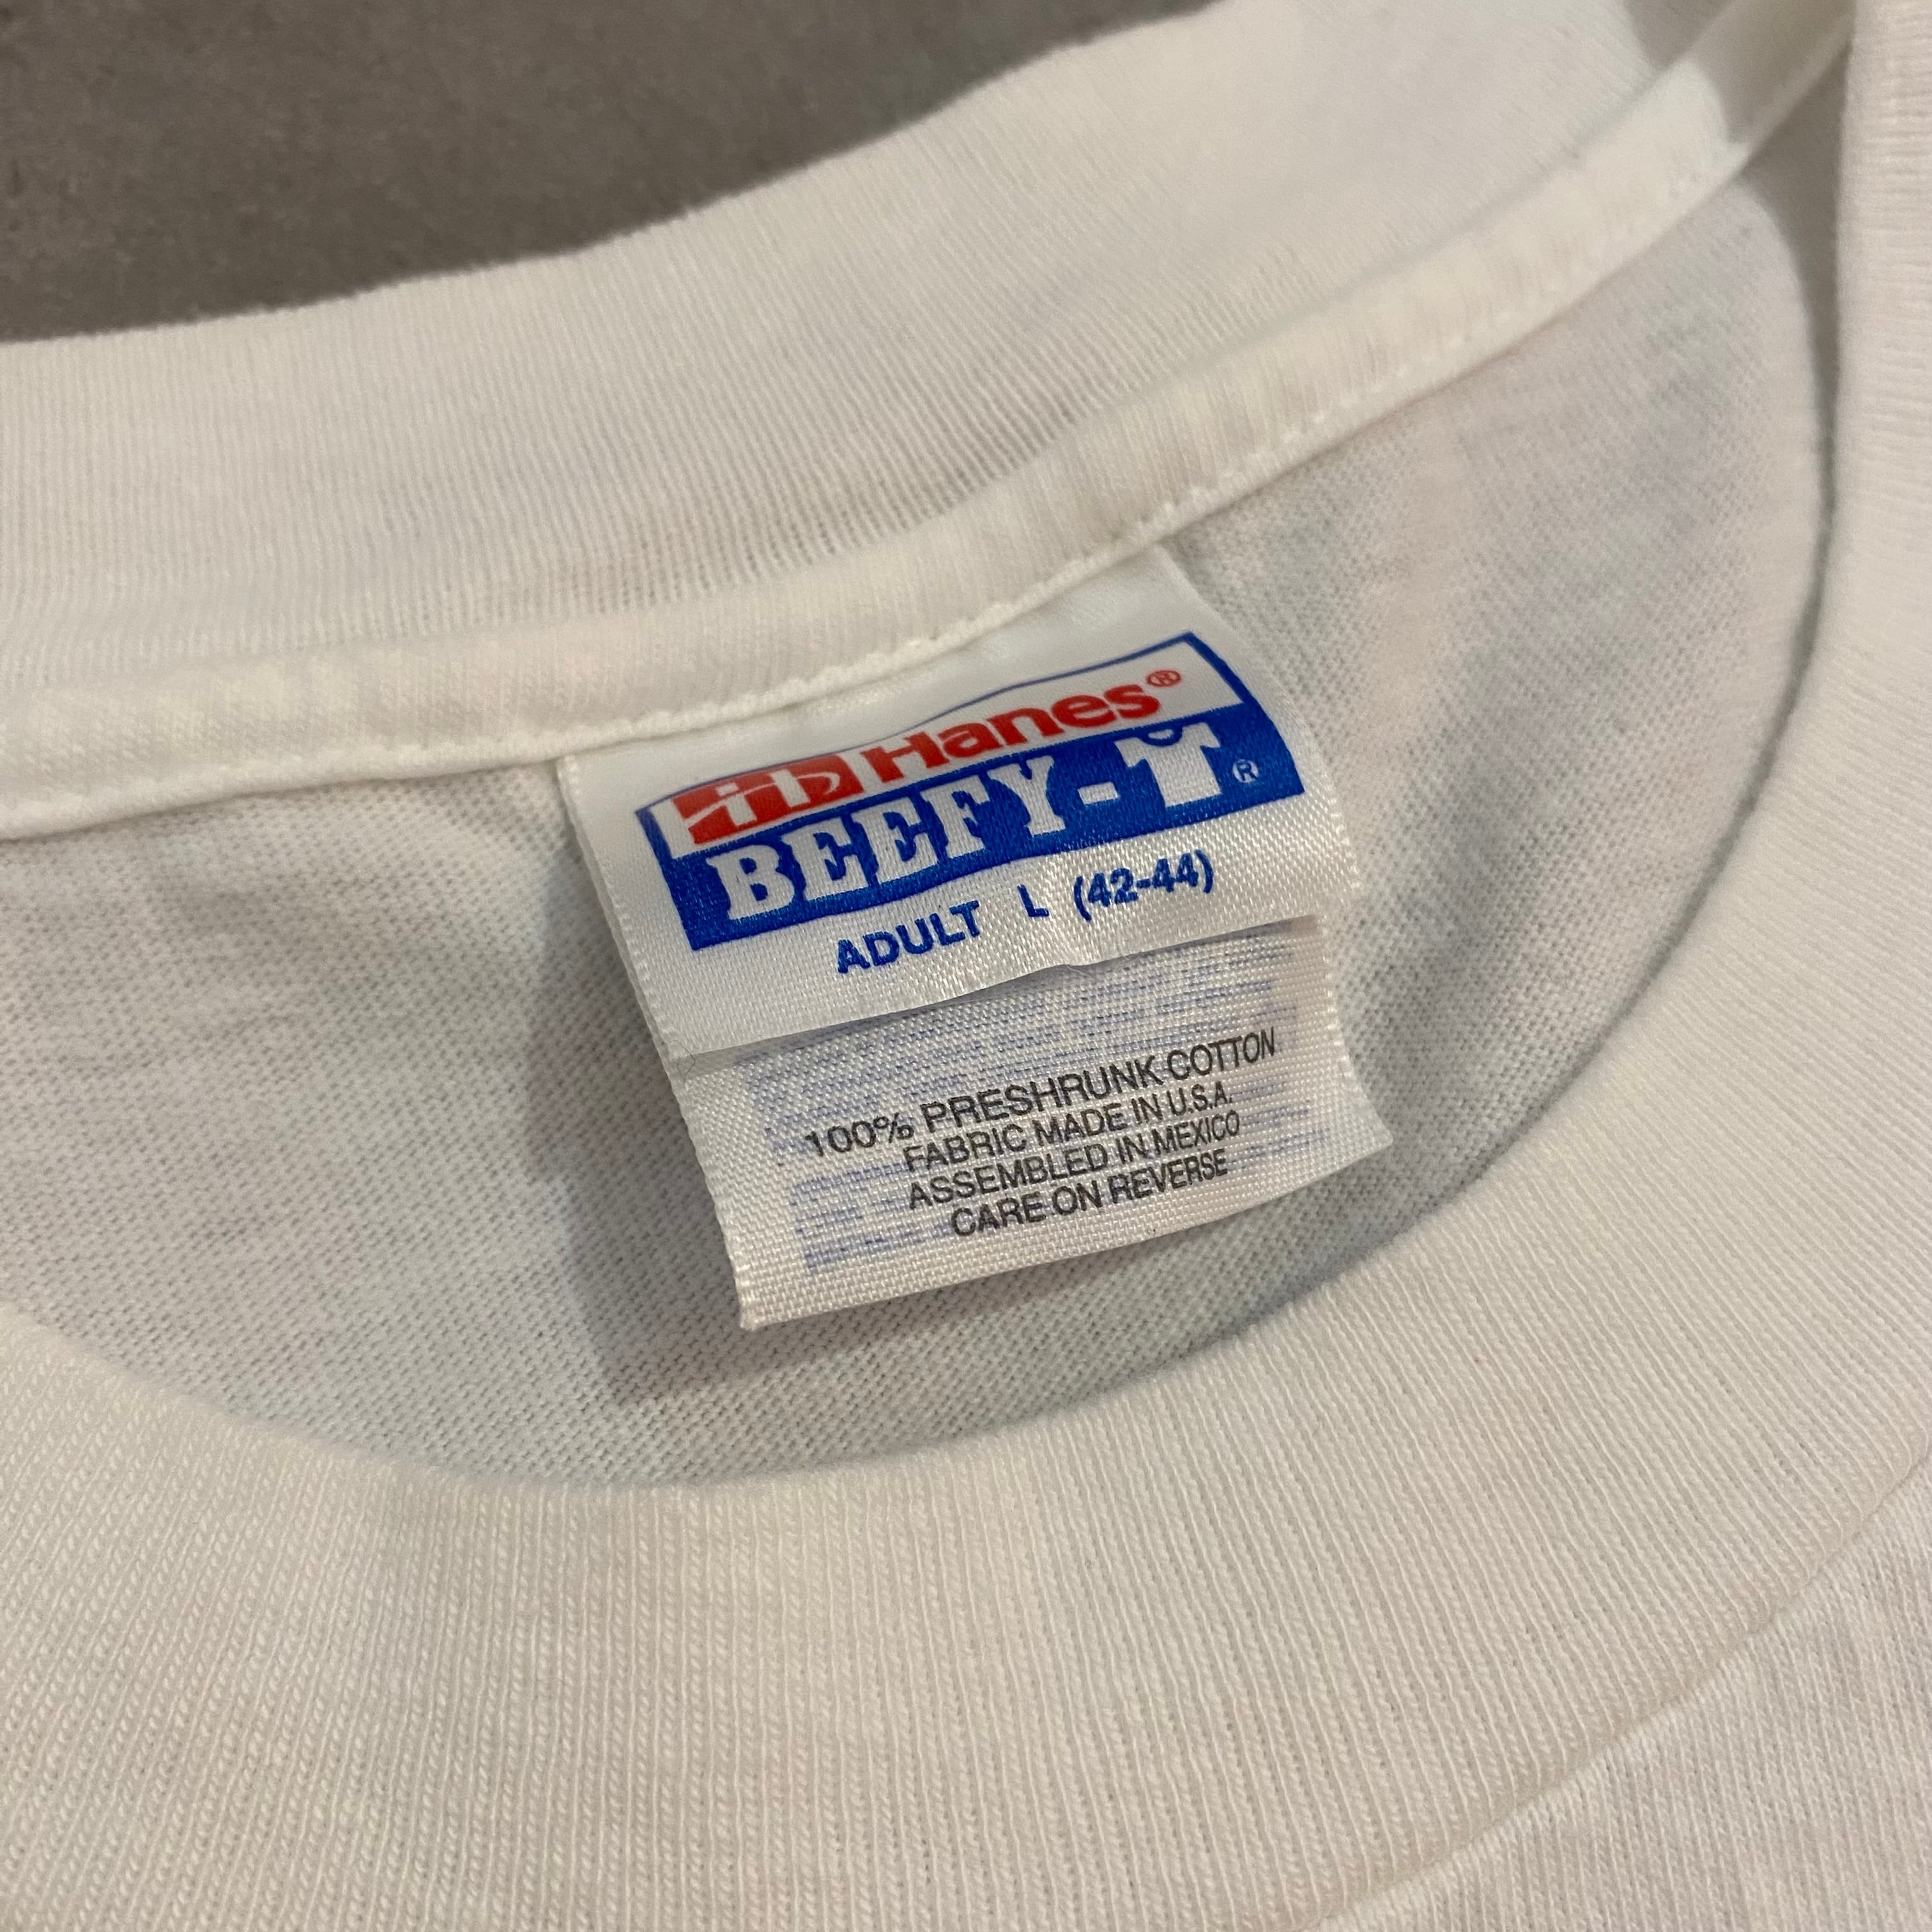 Hanes®
BEEFY-T®
ADULT L (42-44)
100% PRESHRUNK COTTON
FABRIC MADE IN U.S.A.
ASSEMBLED IN MEXICO
CARE ON REVERSE